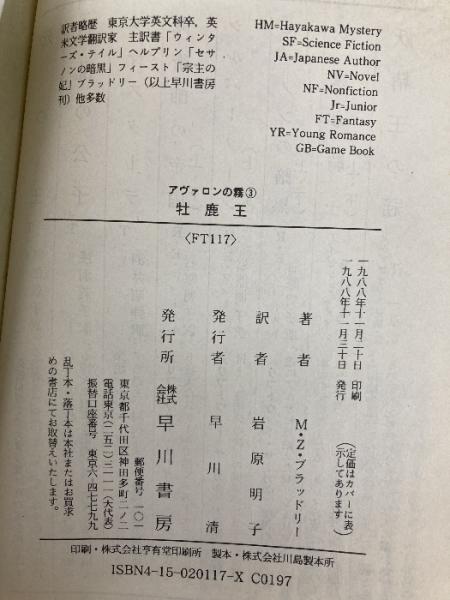 訳者略歴　東京大学英文科卒，英
米文学翻訳家　主訳書「ウィンタ
ーズ・テイル」ヘルプリン「セサ
ノンの暗黒」フィースト「宗主の
妃」ブラッドリー（以上早川書房
刊）他多数
HM=Hayakawa Mystery
SF=Science Fiction
JA=Japanese Author
NV=Novel
NF=Nonfiction
Jr=Junior
FT=Fantasy
YR=Young Romance
GB=Game Book
アヴァロンの霧③
牡鹿王
〈FT117〉
一九八八年十一月二十日　印刷
一九八八年十一月三十日　発行
（定価はカバーに表
示してあります）
著者　M・Z・ブラッドリー
訳者　岩原明子
発行者　早川　清
発行所　株式会社　早川書房
郵便番号　一〇一
東京都千代田区神田多町二ノ二
電話東京（二五二）三一一一（大代表）
振替口座番号　東京六・四七七九九
乱丁本・落丁本は本社またはお買求
めの書店にてお取替えいたします。
印刷・株式会社亨有堂印刷所　製本・株式会社川島製本所
ISBN4-15-020117-X C0197